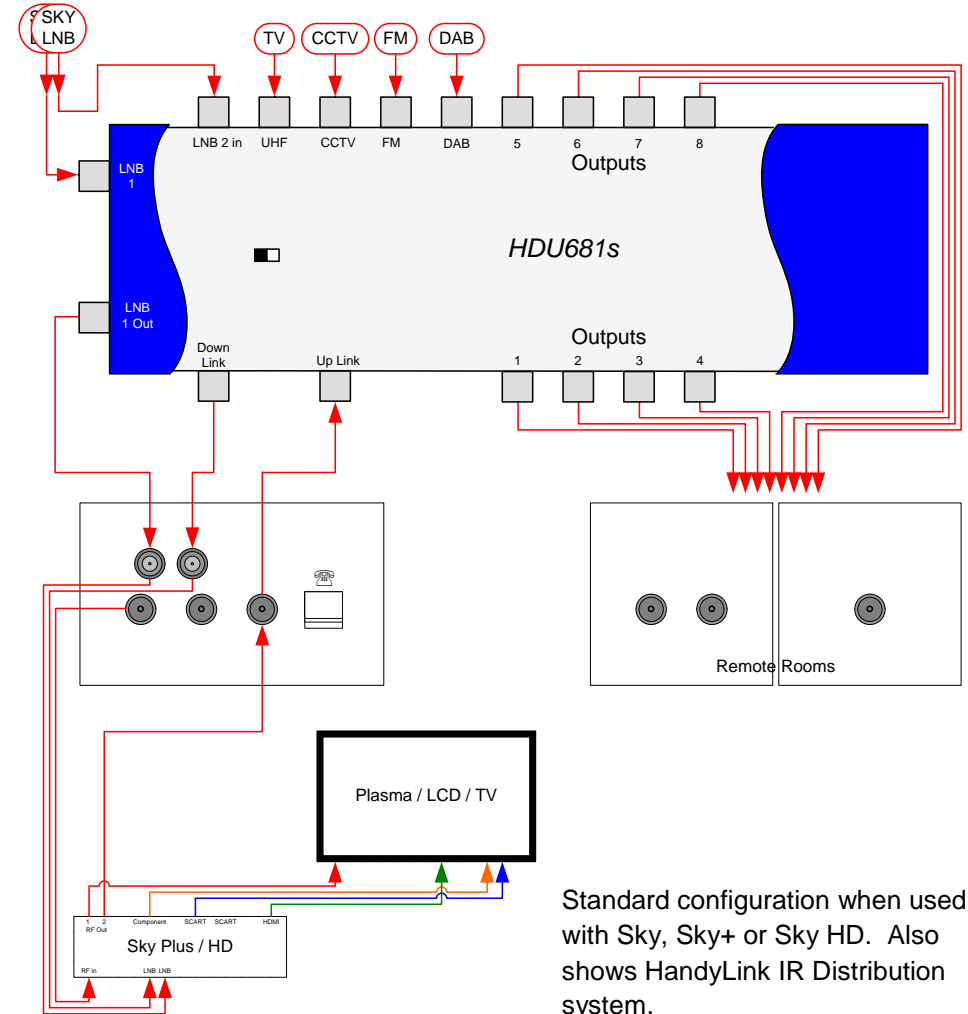 SKY
LNB
TV
CCTV
FM
DAB
LNB 2 in
UHF
CCTV
FM
DAB
5
6
7
8
Outputs
LNB
1
HDU681s
LNB
1 Out
Down
Link
Up Link
Outputs
1
2
3
4
Remote Rooms
Plasma / LCD / TV
1
2
RF Out
Component
SCART
SCART
HDMI
Sky Plus / HD
RF in
LNB
LNB
Standard configuration when used
with Sky, Sky+ or Sky HD. Also
shows HandyLink IR Distribution
system.